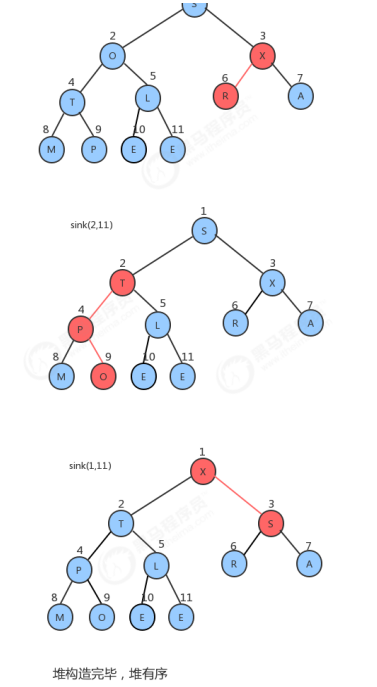 S
2 3
O X
4 5 6 7
T L R A
8 9 10 11
M P E E
sink(2,11)
1
S
2 3
T X
4 5 6 7
P L R A
8 9 10 11
M O E E
sink(1,11)
1
X
2 3
T S
4 5 6 7
P L R A
8 9 10 11
M O E E
堆构造完毕，堆有序